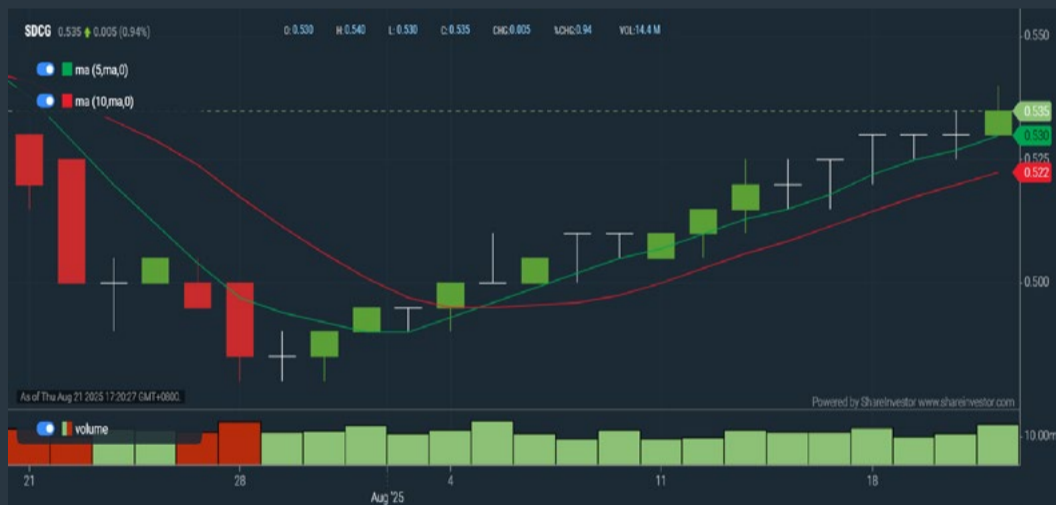 SDCG 0.535 0.005 (0.94%) O: 0.530 H: 0.540 L: 0.530 C: 0.535 CHG:0.005 %CHG:0.94 VOL:14.4 M
ma (5,ma,0)
ma (10,ma,0)
0.550
0.535
0.530
0.525
0.522
0.500
As of Thu Aug 21 2025 17:20:27 GMT+0800.
Powered by ShareInvestor www.shareinvestor.com
volume
10.00m
21 28 4 11 18
Aug '25